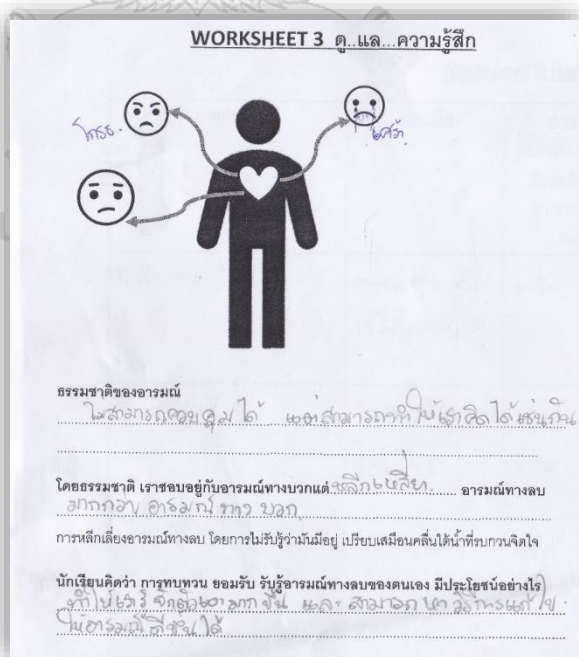 WORKSHEET 3 ดู..แล...ความรู้สึก
โกรธ.
เศร้า
ธรรมชาติของอารมณ์
ไม่สามารถควบคุมได้ แต่สามารถทำให้เราคิดได้เช่นกัน
โดยธรรมชาติ เราชอบอยู่กับอารมณ์ทางบวกแต่ หลีกเหลี่ยง อารมณ์ทางลบ
มากกว่า อารมณ์ ทาง บวก
การหลีกเลี่ยงอารมณ์ทางลบ โดยการไม่รับรู้ว่ามันมีอยู่ เปรียบเสมือนคลื่นใต้น้ำที่รบกวนจิตใจ
นักเรียนคิดว่า การทบทวน ยอมรับ รับรู้อารมณ์ทางลบของตนเอง มีประโยชน์อย่างไร
ทำให้เรารู้จักตัวเองมากขึ้น และ สามารถ หาวิธีการแก้ไข
ให้อารมณ์ดีขึ้นได้